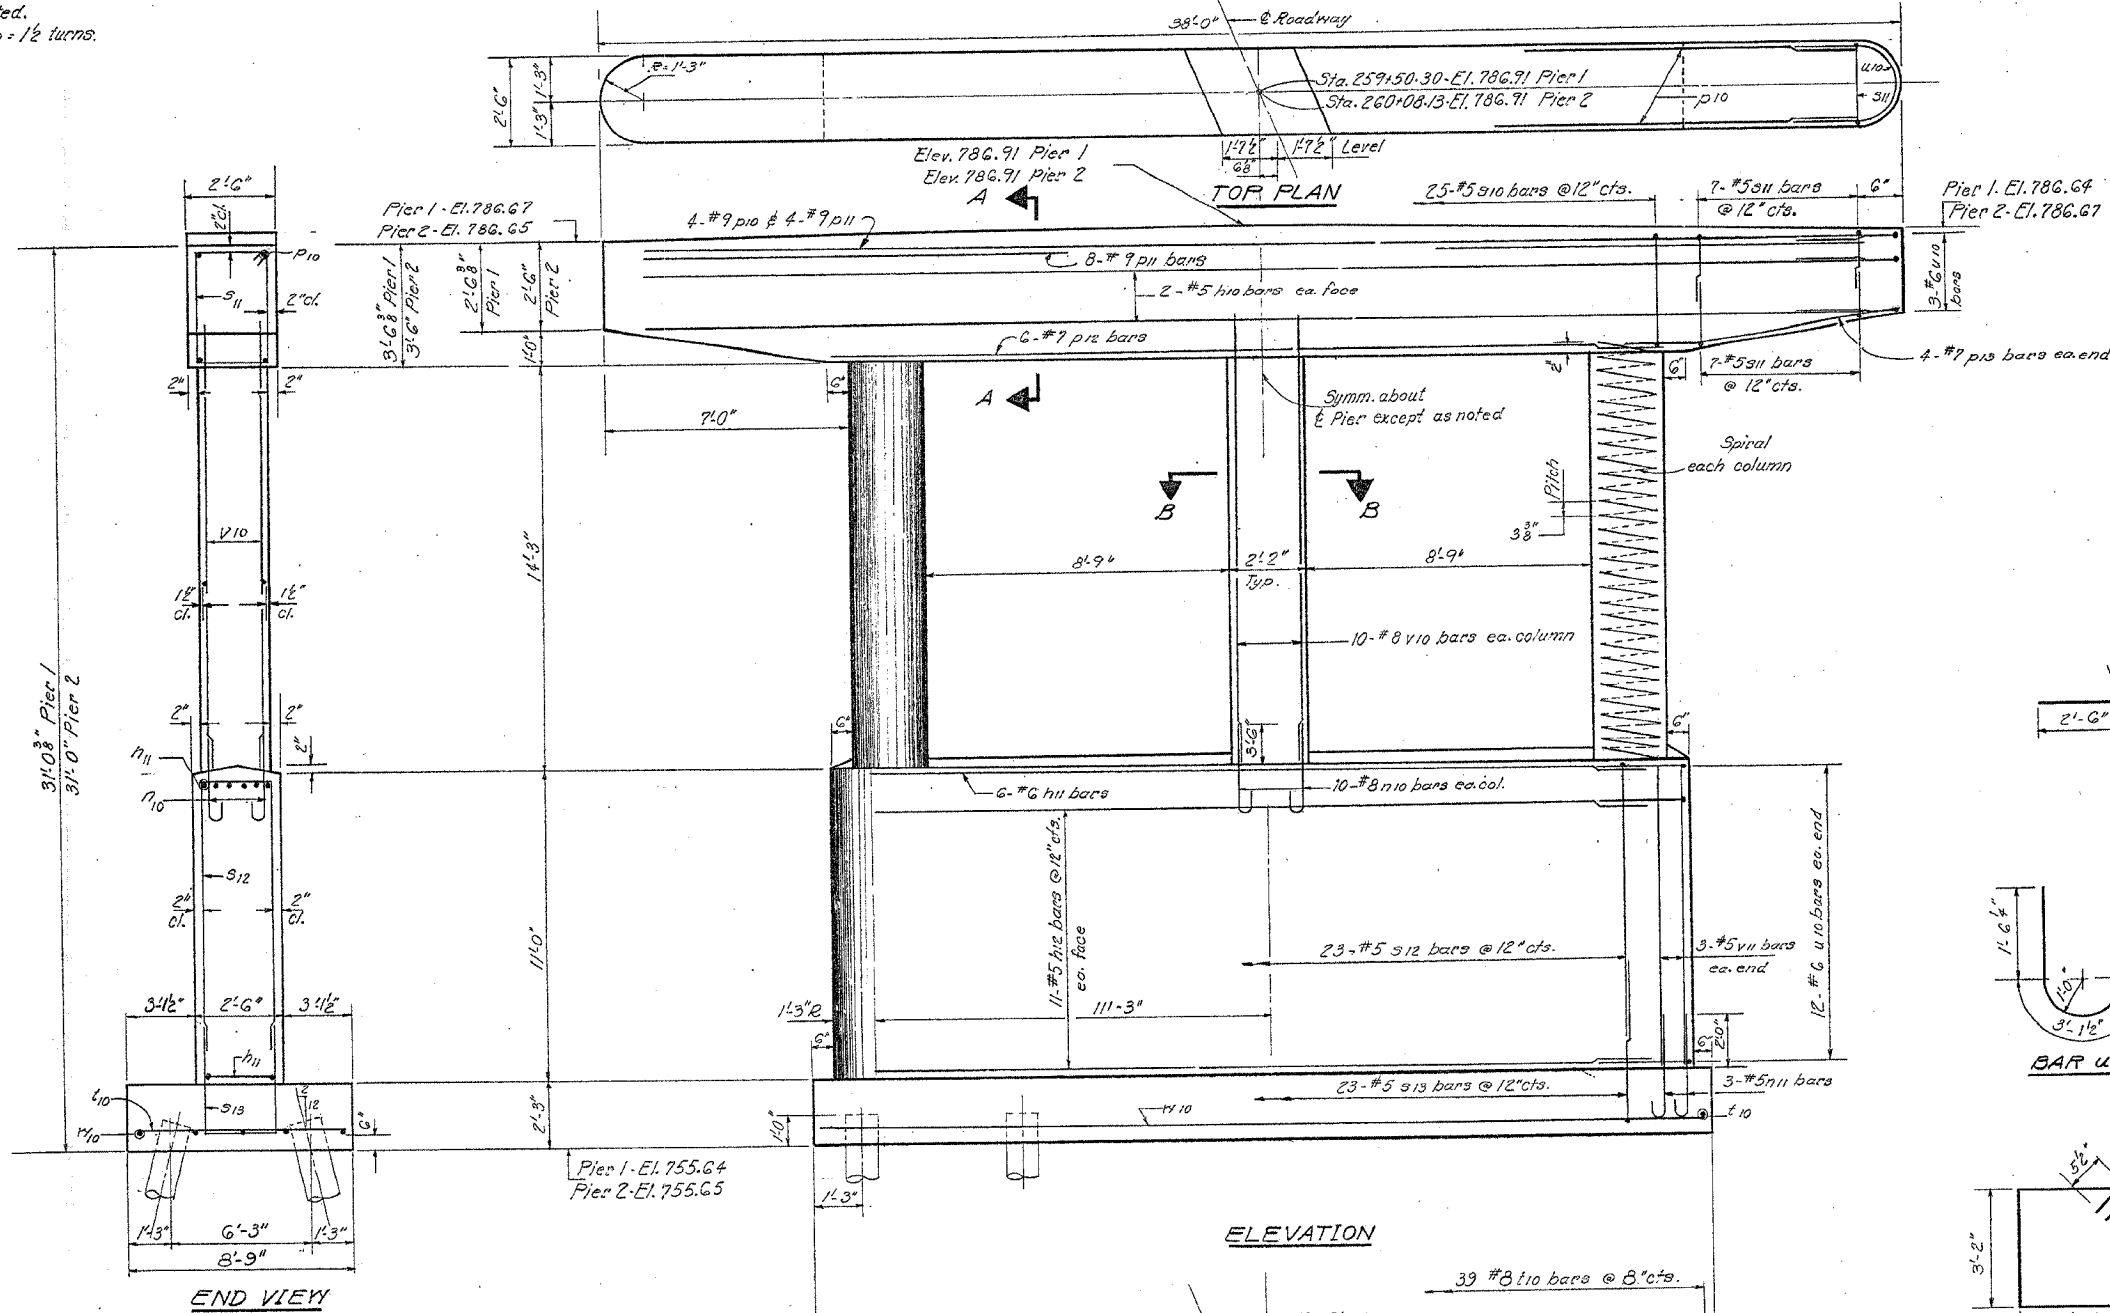 ted.
= 1½ turns.
38'-0"
℄ Roadway
R=1'-3"
2'-6"
1'-3"
1'-3"
Sta. 259+50.30-El. 786.91 Pier 1
Sta. 260+08.13-El. 786.91 Pier 2
p10
u10
s11
1'-7½"
1'-7½" Level
6⅛"
TOP PLAN
Elev. 786.91 Pier 1
Elev. 786.91 Pier 2
A
25-#5 s10 bars @ 12" cts.
7-#5 s11 bars
@ 12" cts.
6"
Pier 1-El. 786.64
Pier 2-El. 786.67
Pier 1-El. 786.67
Pier 2-El. 786.65
4-#9 p10 & 4-#9 p11
8-#9 p11 bars
2-#5 h10 bars ea. face
6-#7 p12 bars
3-#6 u10
bars
4-#7 p13 bars ea. end
7-#5 s11 bars
@ 12" cts.
2"
6"
2'-6"
2" cl.
p10
s11
2" cl.
3'-6⅜" Pier 1
3'-6" Pier 2
2'-6⅜"
Pier 1
2'-6"
Pier 2
1'-0"
2"
2"
6"
7'-0"
A
Symm. about
℄ Pier except as noted
Spiral
each column
Pitch
3⅜"
B
B
8'-9"
2'-2"
Typ.
8'-9"
14'-3"
V10
1½"
cl.
1½"
cl.
10-#8 v10 bars ea. column
31'-0⅜" Pier 1
31'-0" Pier 2
2"
2"
2"
n11
n10
6"
3'-6"
6"
6-#6 h11 bars
10-#8 n10 bars ea. col.
s12
2"
cl.
2"
cl.
11'-0"
11-#5 h12 bars @ 12" cts.
ea. face
23-#5 s12 bars @ 12" cts.
3-#5 v11 bars
ea. end
12-#6 u10 bars ea. end
1'-3" R
11'-3"
6"
2'-0"
6"
3'-1½"
2'-6"
3'-1½"
h11
t10
s13
2
12
w10
6"
2'-3"
1'-0"
w10
23-#5 s13 bars @ 12" cts.
3-#5 n11 bars
t10
Pier 1-El. 755.64
Pier 2-El. 755.65
1'-3"
1'-3"
6'-3"
1'-3"
8'-9"
END VIEW
ELEVATION
39 #8 t10 bars @ 8" cts.
2'-6"
1'-6¼"
1'-0"
3'-1½"
BAR u
5½"
3'-2"